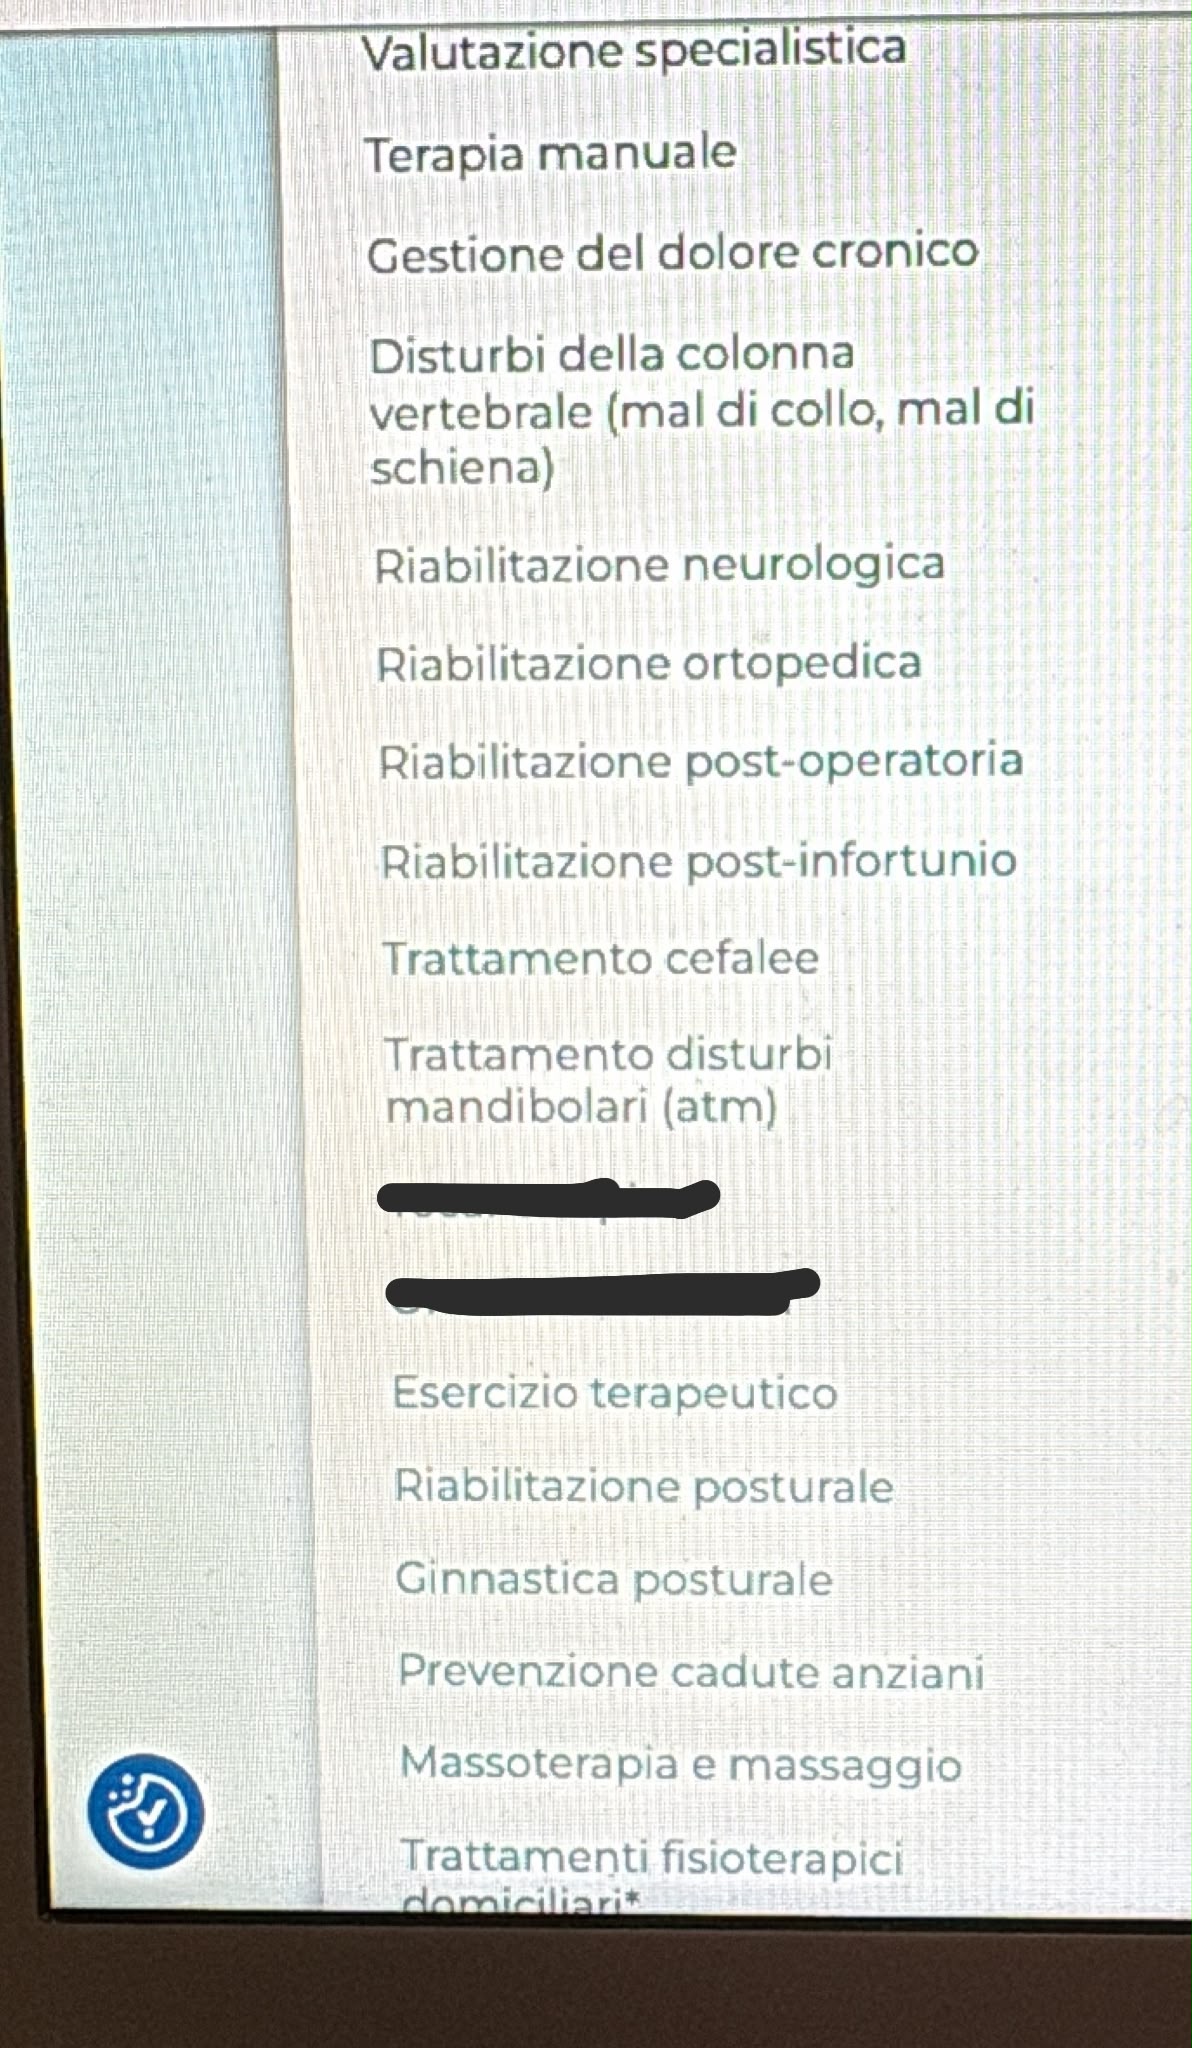 Valutazione specialistica
Terapia manuale
Gestione del dolore cronico
Disturbi della colonna
vertebrale (mal di collo, mal di
schiena)
Riabilitazione neurologica
Riabilitazione ortopedica
Riabilitazione post-operatoria
Riabilitazione post-infortunio
Trattamento cefalee
Trattamento disturbi
mandibolari (atm)
Esercizio terapeutico
Riabilitazione posturale
Ginnastica posturale
Prevenzione cadute anziani
Massoterapia e massaggio
Trattamenti fisioterapici
domiciliari*